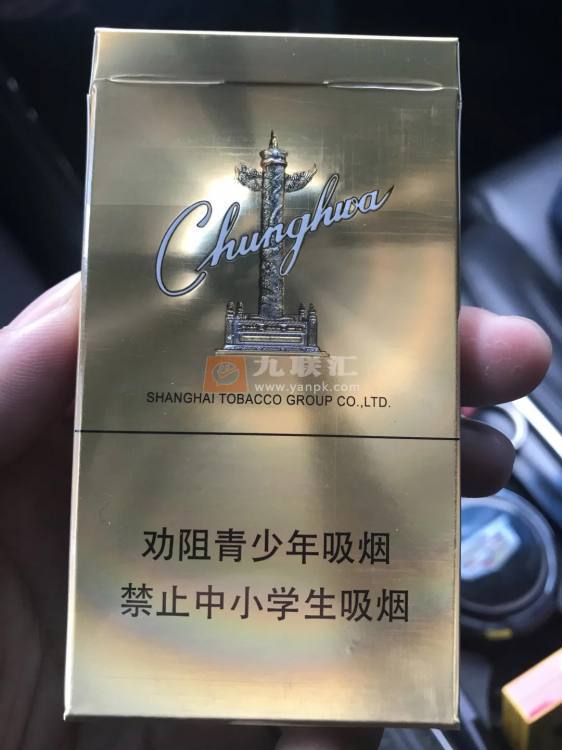 Chunghwa
九联汇
www.yanpk.com
SHANGHAI TOBACCO GROUP CO.,LTD.
劝阻青少年吸烟
禁止中小学生吸烟